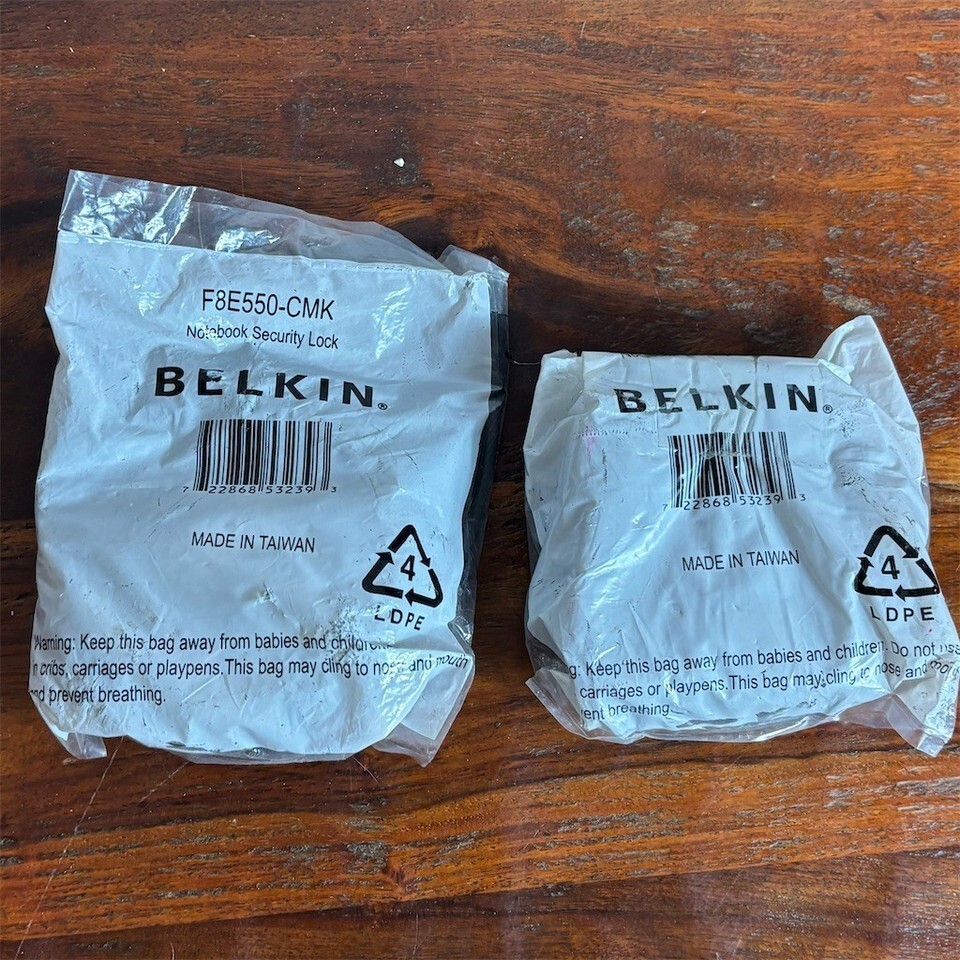 F8E550-CMK
Notebook Security Lock
BELKIN®
7 22868 53239 3
MADE IN TAIWAN
4
LDPE
Warning: Keep this bag away from babies and children.
in cribs, carriages or playpens. This bag may cling to nose and mouth
and prevent breathing.
BELKIN®
7 22868 53239 3
MADE IN TAIWAN
4
LDPE
g: Keep this bag away from babies and children. Do not use
carriages or playpens. This bag may cling to nose and
ent breathing.